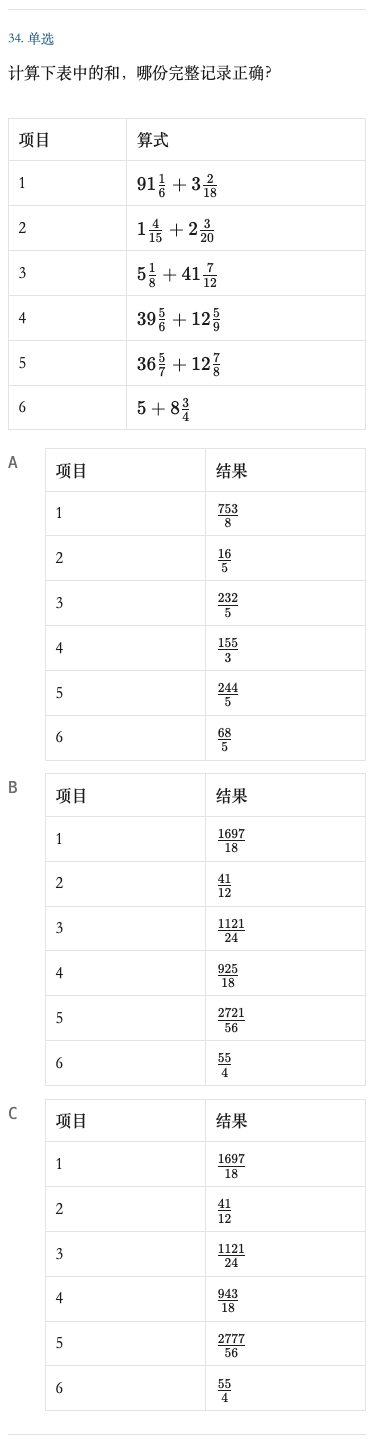 34. 单选
计算下表中的和，哪份完整记录正确?
项目 算式
1 91 1/6 + 3 2/18
2 1 4/15 + 2 3/20
3 5 1/8 + 41 7/12
4 39 5/6 + 12 5/9
5 36 5/7 + 12 7/8
6 5 + 8 3/4
A
项目 结果
1 753/8
2 16/5
3 232/5
4 155/3
5 244/5
6 68/5
B
项目 结果
1 1697/18
2 41/12
3 1121/24
4 925/18
5 2721/56
6 55/4
C
项目 结果
1 1697/18
2 41/12
3 1121/24
4 943/18
5 2777/56
6 55/4